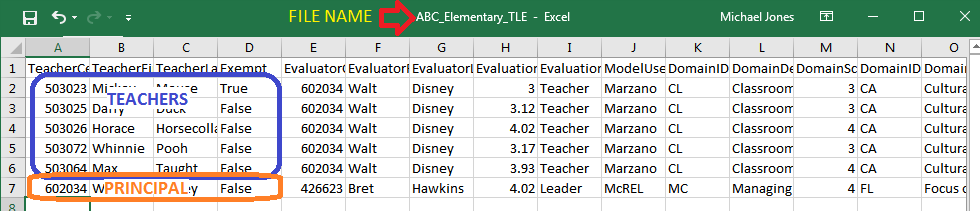 FILE NAME ABC_Elementary_TLE - Excel Michael Jones
A B C D E F G H I J K L M N O
1 TeacherCe TeacherFi TeacherLa Exempt EvaluatorC EvaluatorF EvaluatorL Evaluation Evaluation ModelUse DomainID DomainDe DomainSc DomainID Domain
2 503023 Mickey Mouse True 602034 Walt Disney 3 Teacher Marzano CL Classroom 3 CA Cultura
TEACHERS
3 503025 Daffy Duck False 602034 Walt Disney 3.12 Teacher Marzano CL Classroom 3 CA Cultura
4 503026 Horace Horsecolla False 602034 Walt Disney 4.02 Teacher Marzano CL Classroom 4 CA Cultura
5 503072 Whinnie Pooh False 602034 Walt Disney 3.17 Teacher Marzano CL Classroom 3 CA Cultura
6 503064 Max Taught False 602034 Walt Disney 3.93 Teacher Marzano CL Classroom 4 CA Cultura
7 602034 PRINCIPAL False 426623 Bret Hawkins 4.02 Leader McREL MC Managing 4 FL Focus o
8